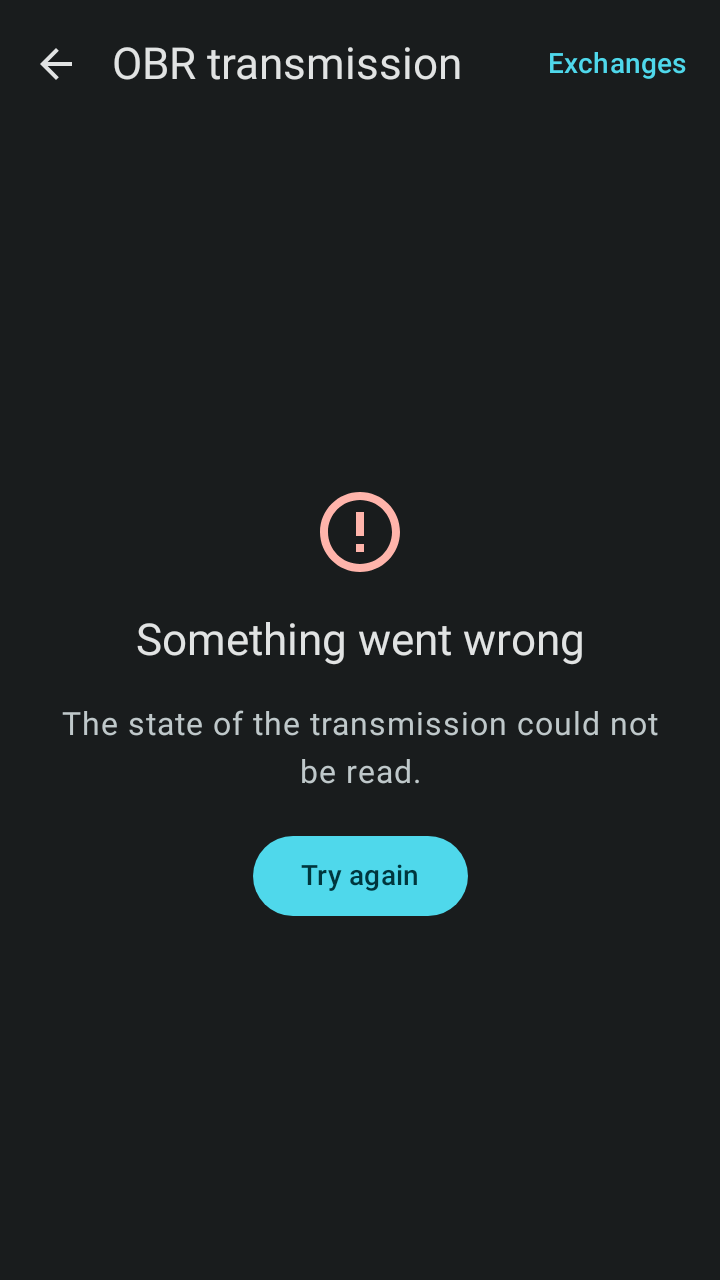 OBR transmission
Exchanges
Something went wrong
The state of the transmission could not
be read.
Try again